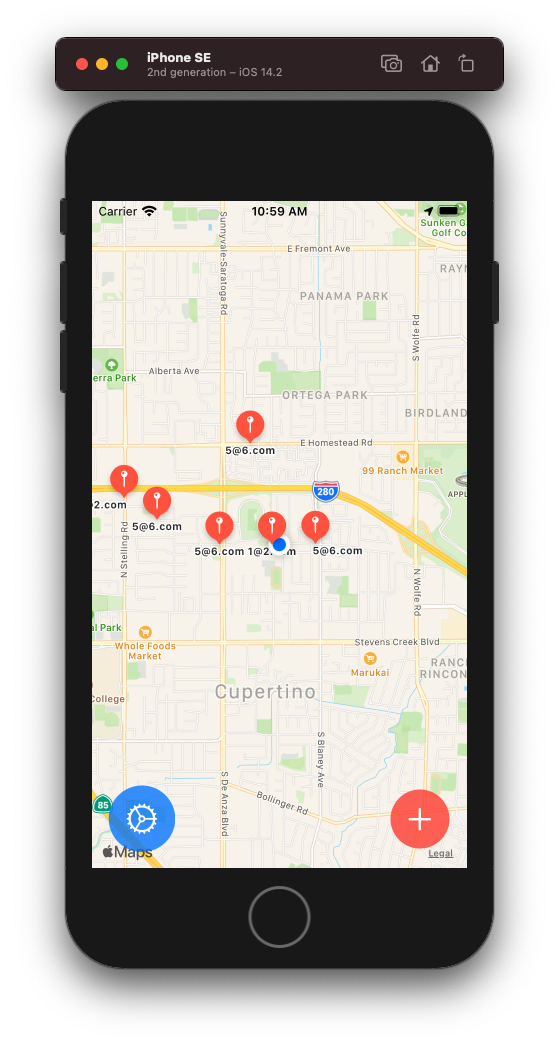 iPhone SE
2nd generation – iOS 14.2
Carrier
10:59 AM
Sunken G
Golf Co
Sunnyvale-Saratoga Rd
E Fremont Ave
RAYN
PANAMA PARK
S Wolfe Rd
Alberta Ave
erra Park
ORTEGA PARK
BIRDLAND
E Homestead Rd
5@6.com
99 Ranch Market
280
APPL
@2.com
5@6.com
5@6.com
1@2.
m
5@6.com
N Stelling Rd
N Wolfe Rd
al Park
Whole Foods
Market
Stevens Creek Blvd
Marukai
RANC
RINCON
College
Cupertino
S De Anza Blvd
S Blaney Ave
Bollinger Rd
85
Maps
Legal